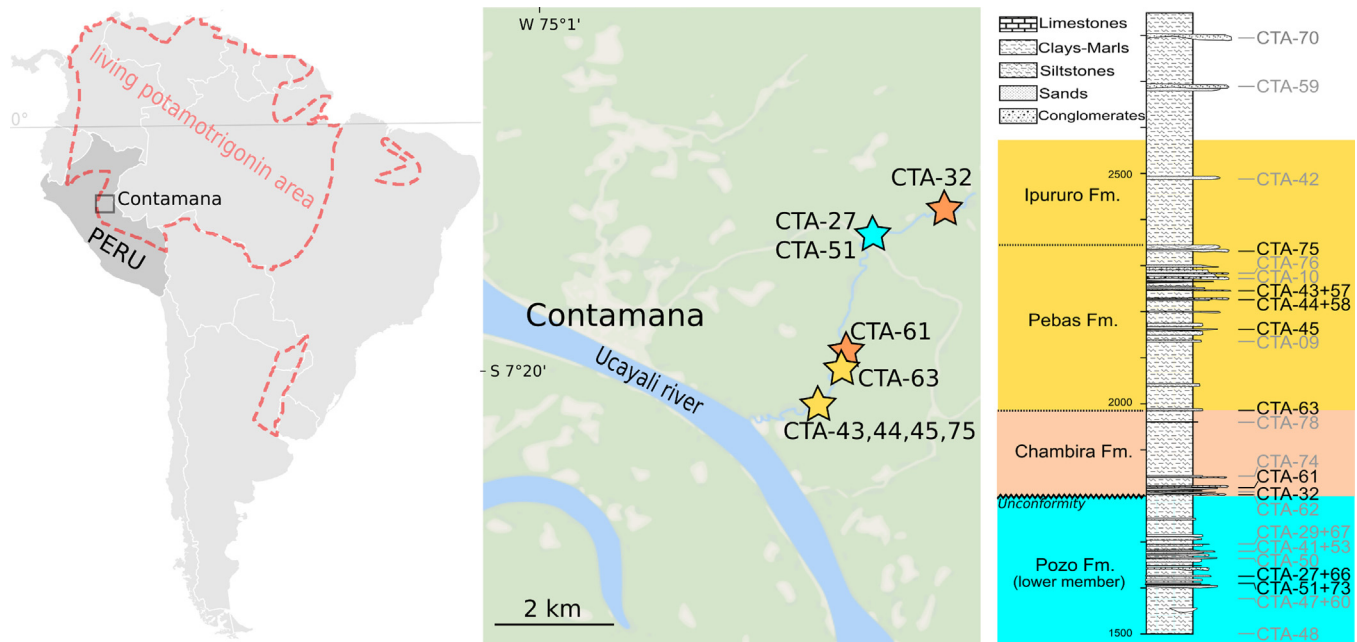 living potamotrigonin area
0°
Contamana
PERU
W 75°1'
CTA-32
CTA-27
CTA-51
Contamana
CTA-61
Ucayali river
S 7°20'
CTA-63
CTA-43,44,45,75
2 km
Limestones
Clays-Marls
Siltstones
Sands
Conglomerates
CTA-70
CTA-59
2500
CTA-42
Ipururo Fm.
CTA-75
CTA-76
CTA-10
CTA-43+57
CTA-44+58
Pebas Fm.
CTA-45
CTA-09
2000
CTA-63
CTA-78
Chambira Fm.
CTA-74
CTA-61
CTA-32
Unconformity
CTA-62
CTA-29+67
CTA-41+53
CTA-50
Pozo Fm.
(lower member)
CTA-27+66
CTA-51+73
CTA-47+60
1500
CTA-48